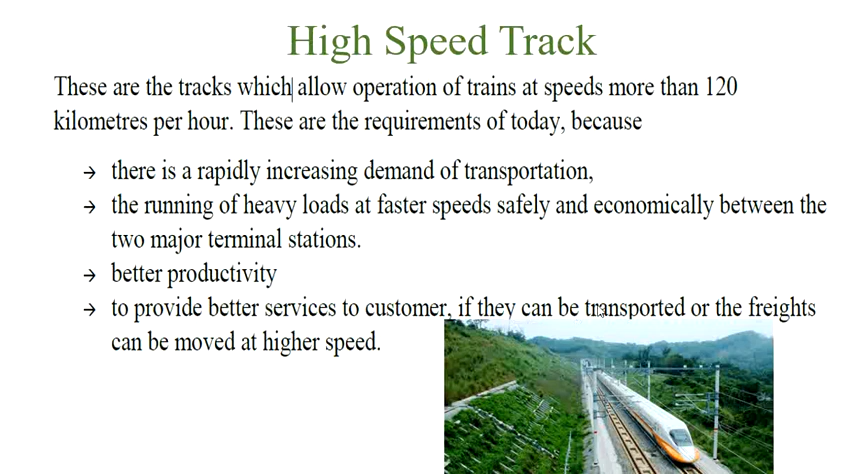 High Speed Track
These are the tracks which allow operation of trains at speeds more than 120
kilometres per hour. These are the requirements of today, because
→ there is a rapidly increasing demand of transportation,
→ the running of heavy loads at faster speeds safely and economically between the
two major terminal stations.
→ better productivity
→ to provide better services to customer, if they can be transported or the freights
can be moved at higher speed.